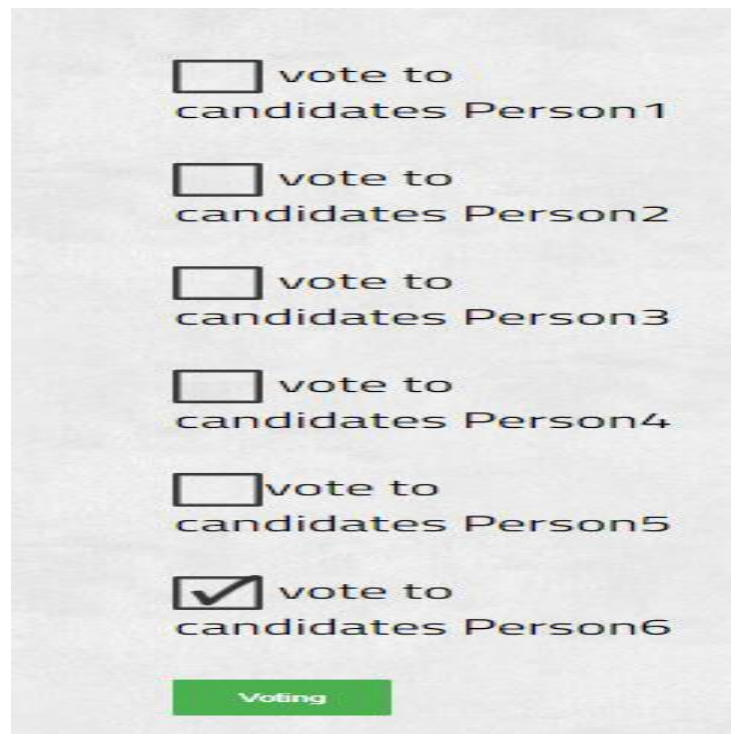 vote to
candidates Person1
vote to
candidates Person2
vote to
candidates Person3
vote to
candidates Person4
vote to
candidates Person5
vote to
candidates Person6
Voting